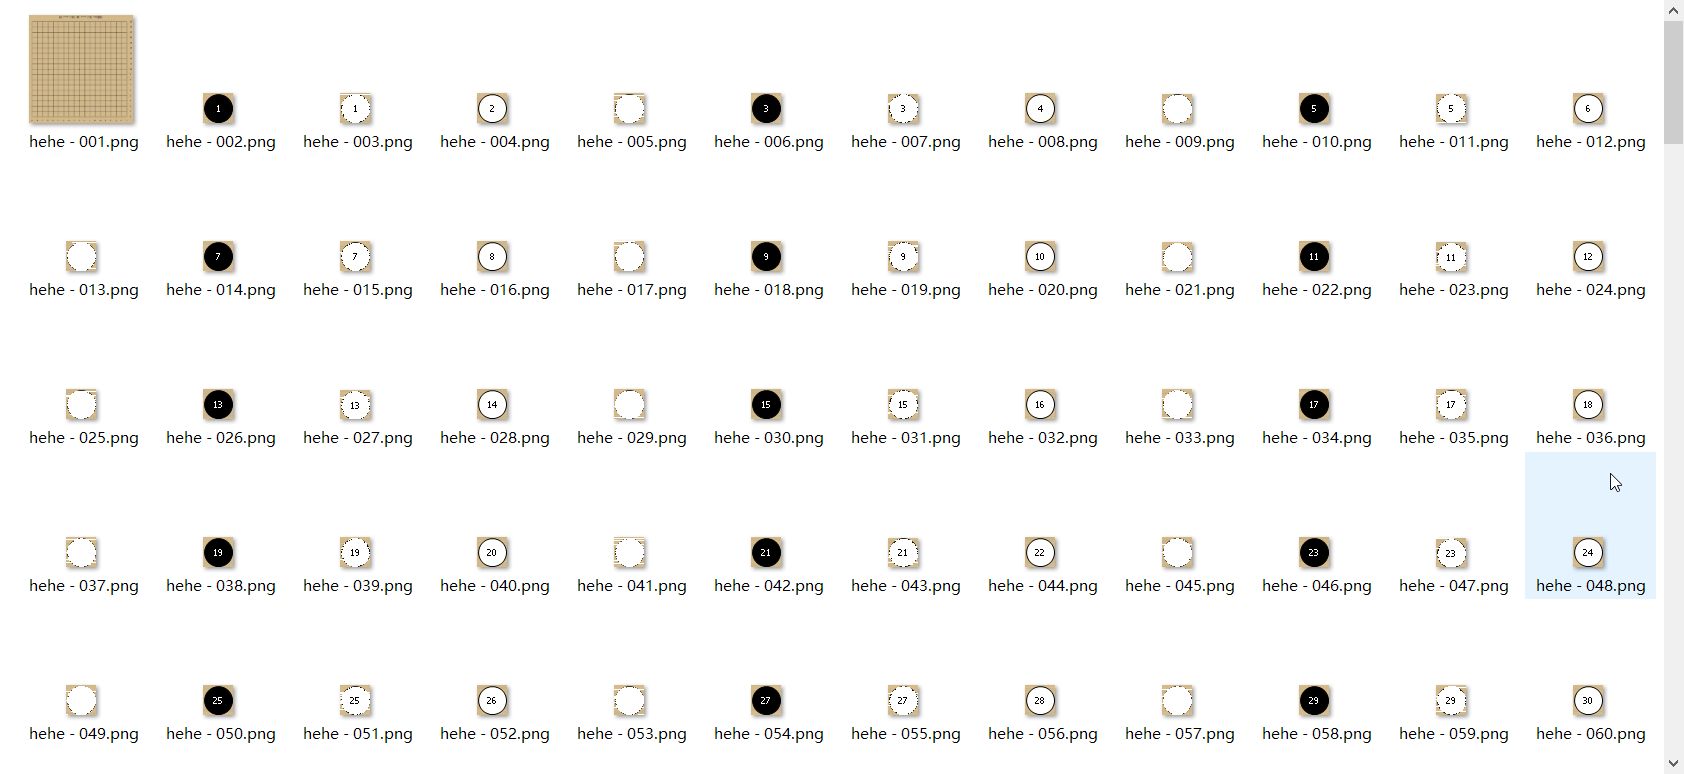 1 1 2 3 3 4 5 5 6
hehe - 001.png hehe - 002.png hehe - 003.png hehe - 004.png hehe - 005.png hehe - 006.png hehe - 007.png hehe - 008.png hehe - 009.png hehe - 010.png hehe - 011.png hehe - 012.png
7 7 8 9 9 10 11 11 12
hehe - 013.png hehe - 014.png hehe - 015.png hehe - 016.png hehe - 017.png hehe - 018.png hehe - 019.png hehe - 020.png hehe - 021.png hehe - 022.png hehe - 023.png hehe - 024.png
13 13 14 15 15 16 17 17 18
hehe - 025.png hehe - 026.png hehe - 027.png hehe - 028.png hehe - 029.png hehe - 030.png hehe - 031.png hehe - 032.png hehe - 033.png hehe - 034.png hehe - 035.png hehe - 036.png
19 19 20 21 21 22 23 23 24
hehe - 037.png hehe - 038.png hehe - 039.png hehe - 040.png hehe - 041.png hehe - 042.png hehe - 043.png hehe - 044.png hehe - 045.png hehe - 046.png hehe - 047.png hehe - 048.png
25 25 26 27 27 28 29 29 30
hehe - 049.png hehe - 050.png hehe - 051.png hehe - 052.png hehe - 053.png hehe - 054.png hehe - 055.png hehe - 056.png hehe - 057.png hehe - 058.png hehe - 059.png hehe - 060.png